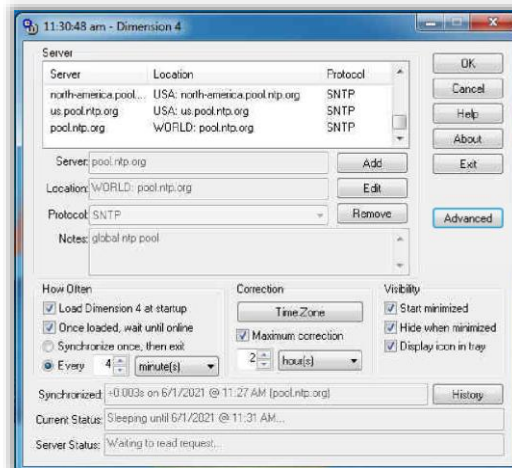 11:30:48 am - Dimension 4
Server
Server Location Protocol
north-america.pool.... USA: north-america.pool.ntp.org SNTP
us.pool.ntp.org USA: us.pool.ntp.org SNTP
pool.ntp.org WORLD: pool.ntp.org SNTP
Server: pool.ntp.org
Add
Location: WORLD: pool.ntp.org
Edit
Protocol: SNTP
Remove
Notes: global ntp pool
OK
Cancel
Help
About
Exit
Advanced
How Often
Load Dimension 4 at startup
Once loaded, wait until online
Synchronize once, then exit
Every 4 minute(s)
Correction
Time Zone
Maximum correction
2 hour(s)
Visibility
Start minimized
Hide when minimized
Display icon in tray
Synchronized: +0.003s on 6/1/2021 @ 11:27 AM (pool.ntp.org)
History
Current Status: Sleeping until 6/1/2021 @ 11:31 AM...
Server Status: Waiting to read request...